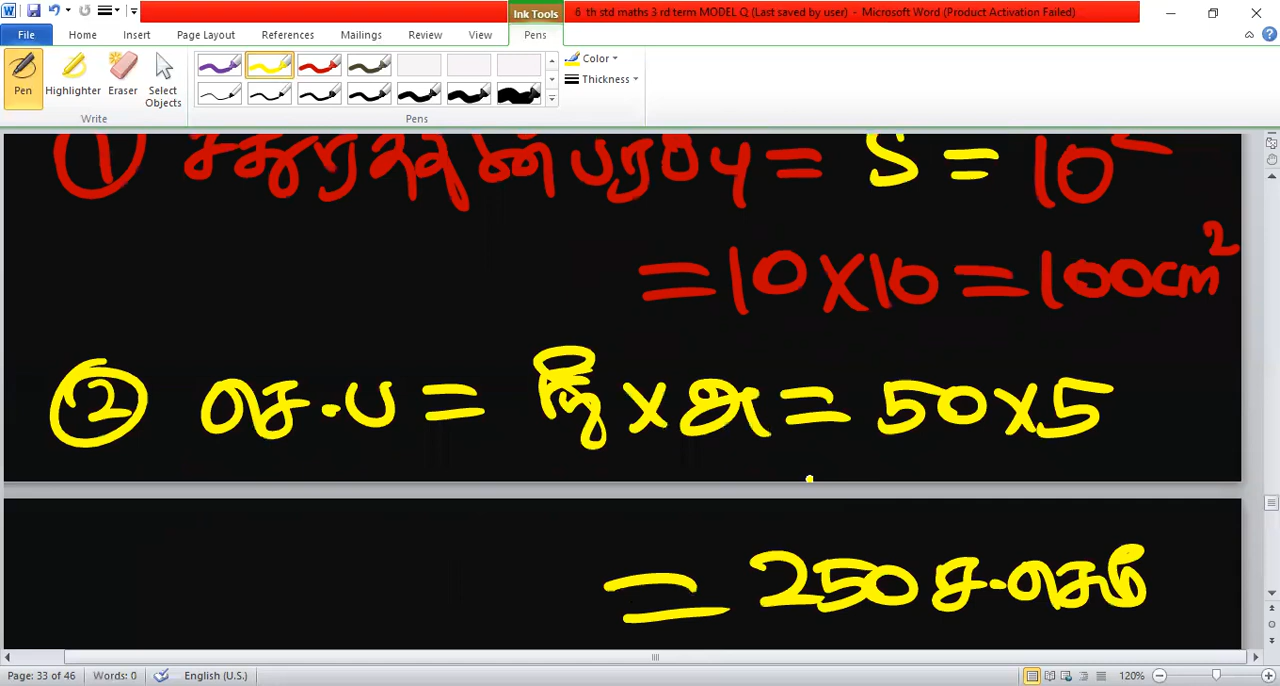 6 th std maths 3 rd term MODEL Q (Last saved by user) - Microsoft Word (Product Activation Failed)
Ink Tools
File Home Insert Page Layout References Mailings Review View Pens
Pen Highlighter Eraser Select Objects
Color
Thickness
Write Pens
① சதுரத்தின் பரப்பு = S = 10²
= 10 X 10 = 100cm²
② செ.ப = நீ X அ = 50 X 5
= 250 ச.செமீ
Page: 33 of 46 Words: 0 English (U.S.) 120%